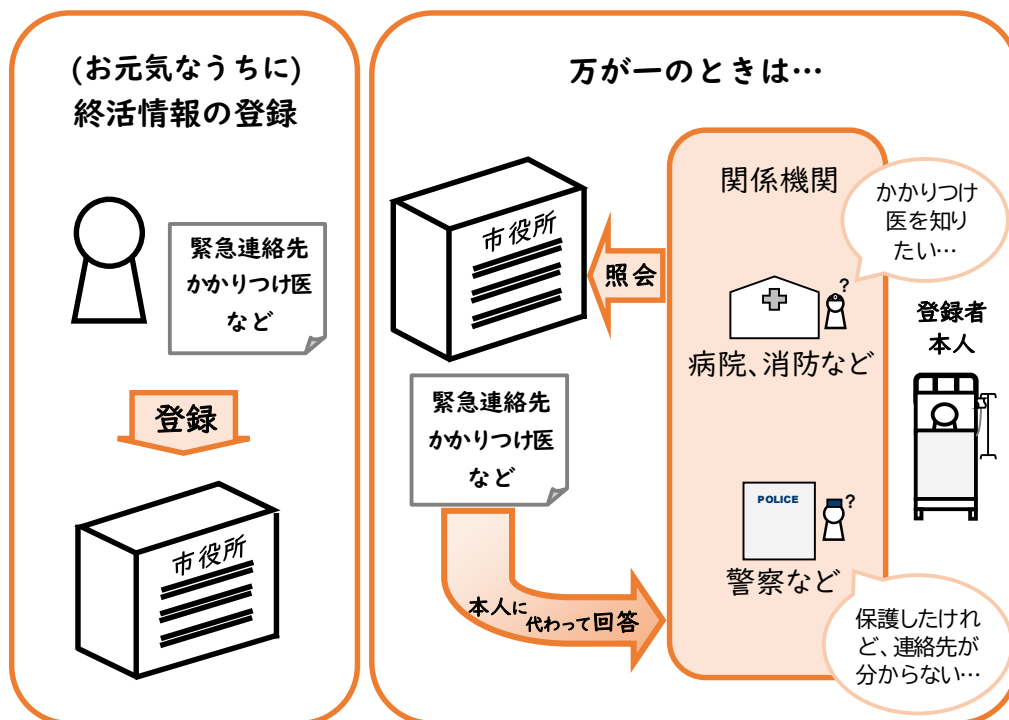 (お元気なうちに)
終活情報の登録
緊急連絡先
かかりつけ医
など
登録
市役所
万が一のときは…
市役所
照会
関係機関
かかりつけ
医を知り
たい…
?
病院、消防など
登録者
本人
緊急連絡先
かかりつけ医
など
POLICE
?
警察など
本人に
代わって回答
保護したけれ
ど、連絡先が
分からない…